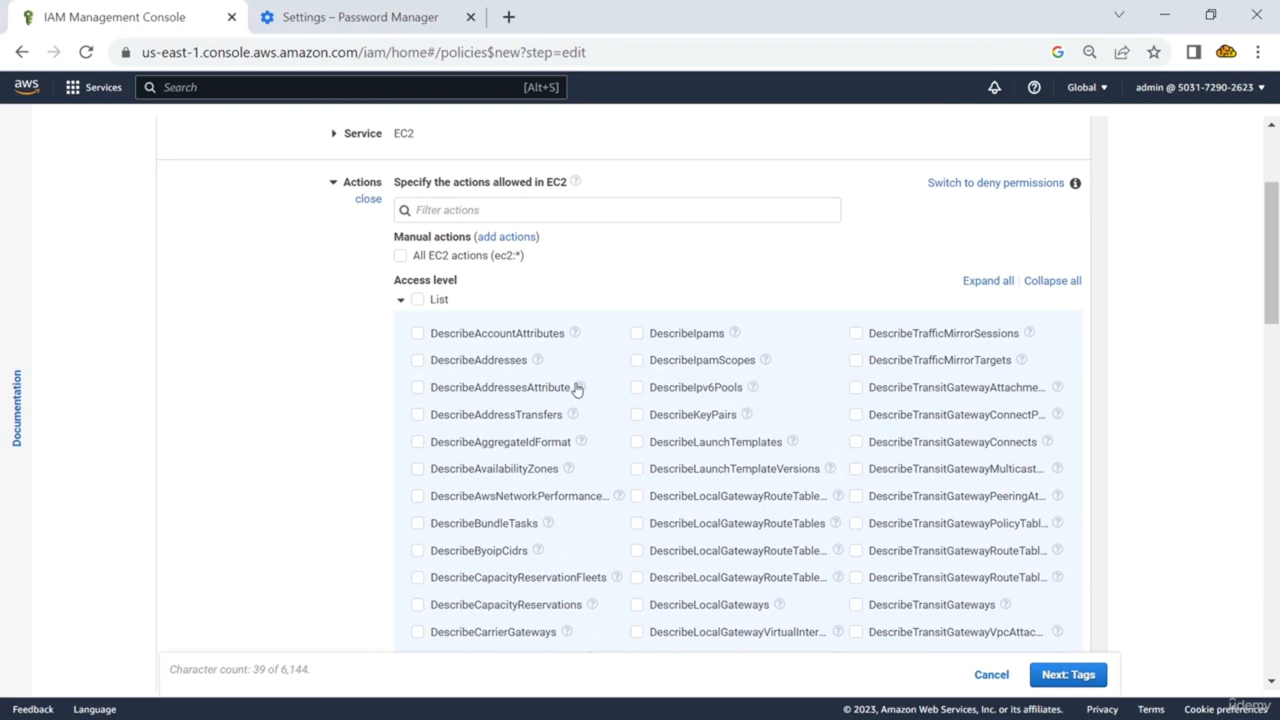 IAM Management Console
Settings – Password Manager
us-east-1.console.aws.amazon.com/iam/home#/policies$new?step=edit
aws
Services
Search
[Alt+S]
Global
admin @ 5031-7290-2623
Service EC2
Actions Specify the actions allowed in EC2 Switch to deny permissions
close
Filter actions
Manual actions (add actions)
All EC2 actions (ec2:*)
Access level Expand all Collapse all
List
DescribeAccountAttributes DescribeIpams DescribeTrafficMirrorSessions
DescribeAddresses DescribeIpamScopes DescribeTrafficMirrorTargets
DescribeAddressesAttribute DescribeIpv6Pools DescribeTransitGatewayAttachme...
DescribeAddressTransfers DescribeKeyPairs DescribeTransitGatewayConnectP...
DescribeAggregateIdFormat DescribeLaunchTemplates DescribeTransitGatewayConnects
DescribeAvailabilityZones DescribeLaunchTemplateVersions DescribeTransitGatewayMulticast...
DescribeAwsNetworkPerformance... DescribeLocalGatewayRouteTable... DescribeTransitGatewayPeeringAt...
DescribeBundleTasks DescribeLocalGatewayRouteTables DescribeTransitGatewayPolicyTabl...
DescribeByoipCidrs DescribeLocalGatewayRouteTable... DescribeTransitGatewayRouteTabl...
DescribeCapacityReservationFleets DescribeLocalGatewayRouteTable... DescribeTransitGatewayRouteTabl...
DescribeCapacityReservations DescribeLocalGateways DescribeTransitGateways
DescribeCarrierGateways DescribeLocalGatewayVirtualInter... DescribeTransitGatewayVpcAttac...
Documentation
Character count: 39 of 6,144.
Cancel
Next: Tags
Feedback Language © 2023, Amazon Web Services, Inc. or its affiliates. Privacy Terms Cookie preferences
udemy